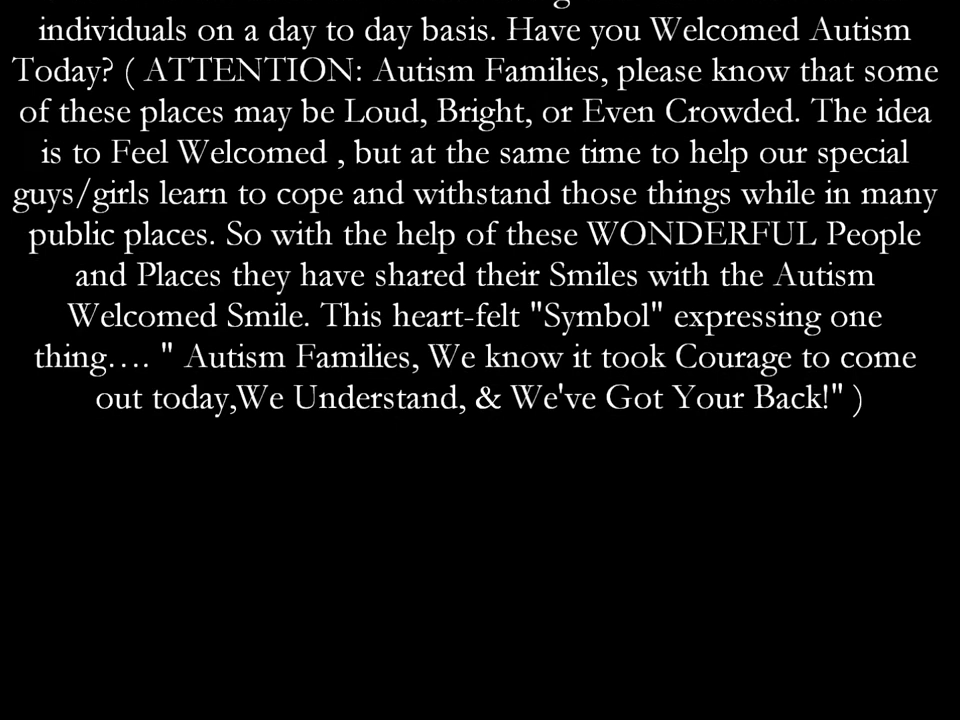 individuals on a day to day basis. Have you Welcomed Autism
Today? ( ATTENTION: Autism Families, please know that some
of these places may be Loud, Bright, or Even Crowded. The idea
is to Feel Welcomed , but at the same time to help our special
guys/girls learn to cope and withstand those things while in many
public places. So with the help of these WONDERFUL People
and Places they have shared their Smiles with the Autism
Welcomed Smile. This heart-felt "Symbol" expressing one
thing…. " Autism Families, We know it took Courage to come
out today,We Understand, & We've Got Your Back!" )